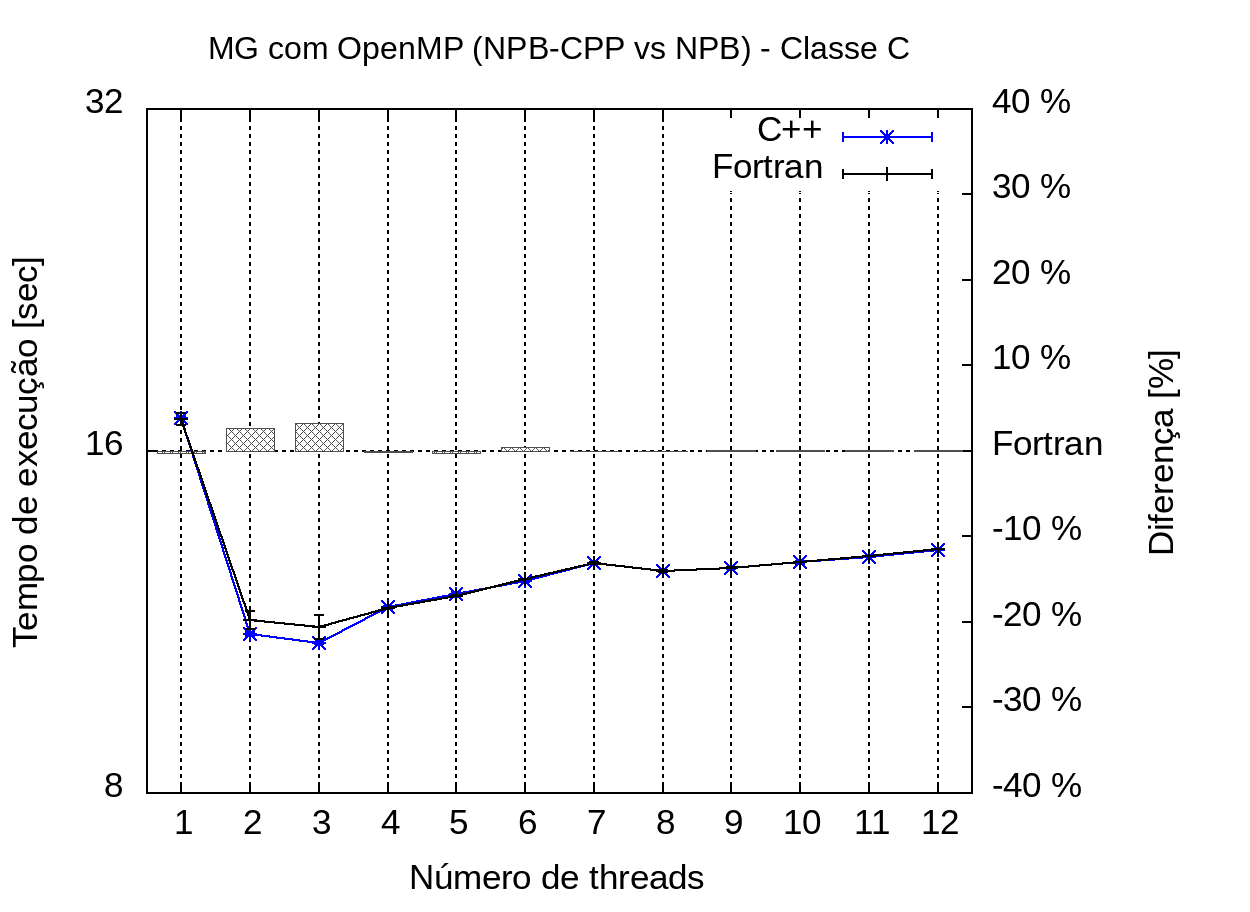 MG com OpenMP (NPB-CPP vs NPB) - Classe C
32
16
8
Tempo de execução [sec]
C++
Fortran
40 %
30 %
20 %
10 %
Fortran
-10 %
-20 %
-30 %
-40 %
Diferença [%]
1 2 3 4 5 6 7 8 9 10 11 12
Número de threads